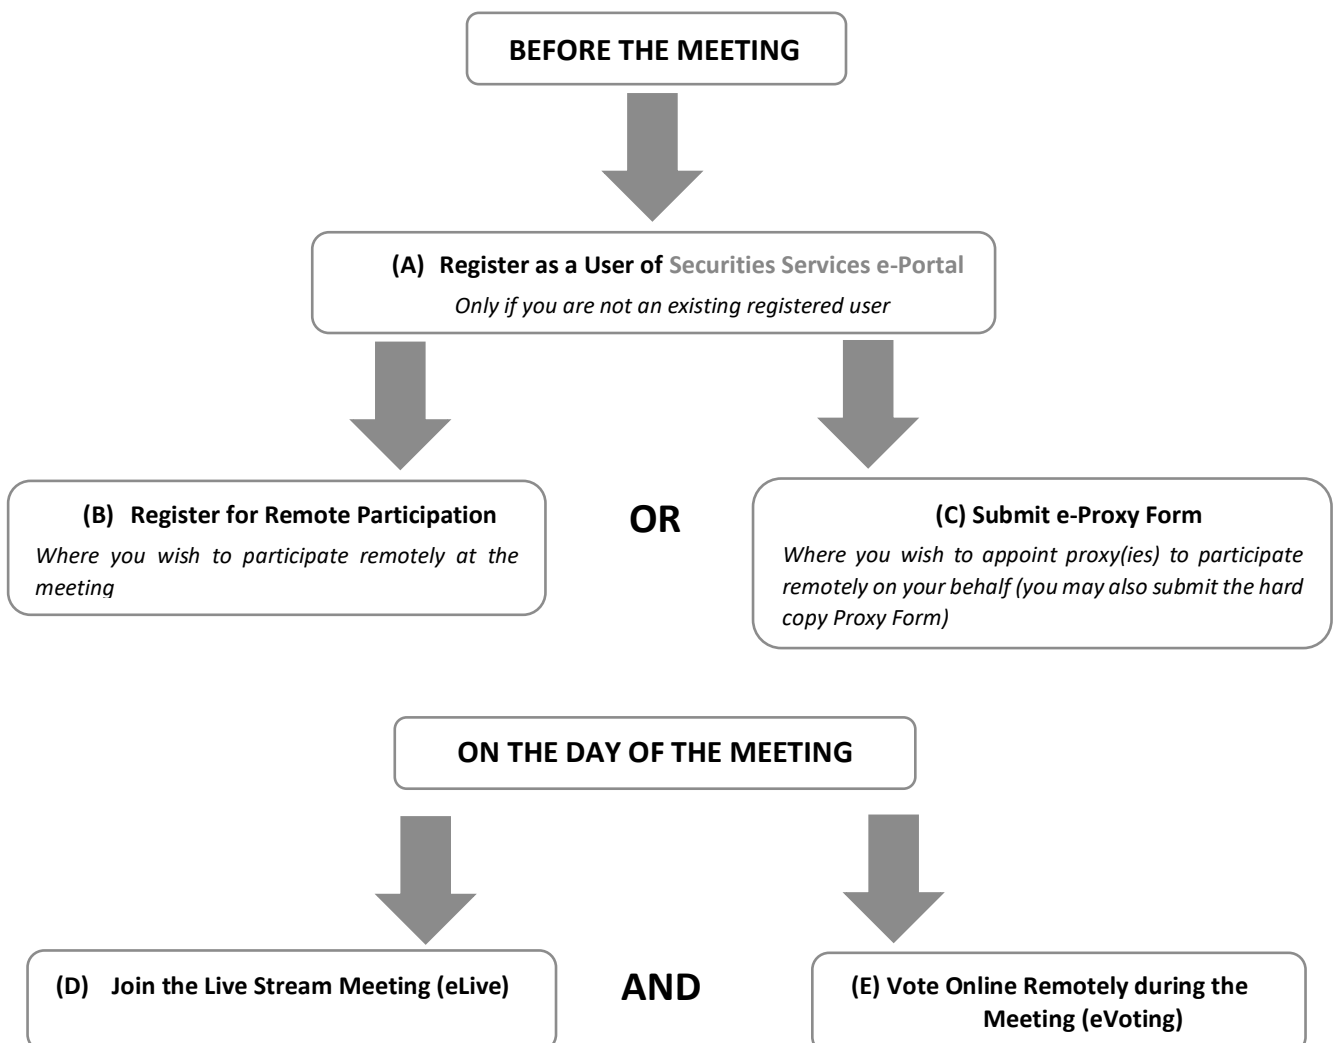 BEFORE THE MEETING
(A) Register as a User of Securities Services e-Portal
Only if you are not an existing registered user
(B) Register for Remote Participation
Where you wish to participate remotely at the
meeting
OR
(C) Submit e-Proxy Form
Where you wish to appoint proxy(ies) to participate
remotely on your behalf (you may also submit the hard
copy Proxy Form)
ON THE DAY OF THE MEETING
(D) Join the Live Stream Meeting (eLive)
AND
(E) Vote Online Remotely during the
Meeting (eVoting)